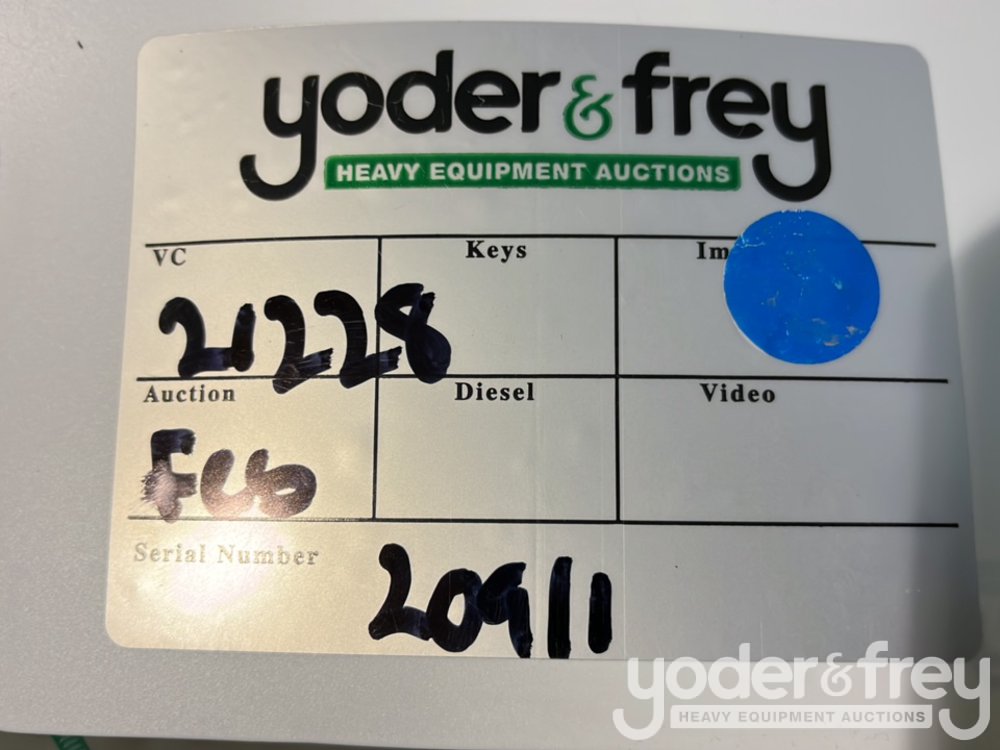 yoder & frey
HEAVY EQUIPMENT AUCTIONS
VC Keys Im
21228
Auction Diesel Video
Feb
Serial Number
20911
yoder & frey
HEAVY EQUIPMENT AUCTIONS